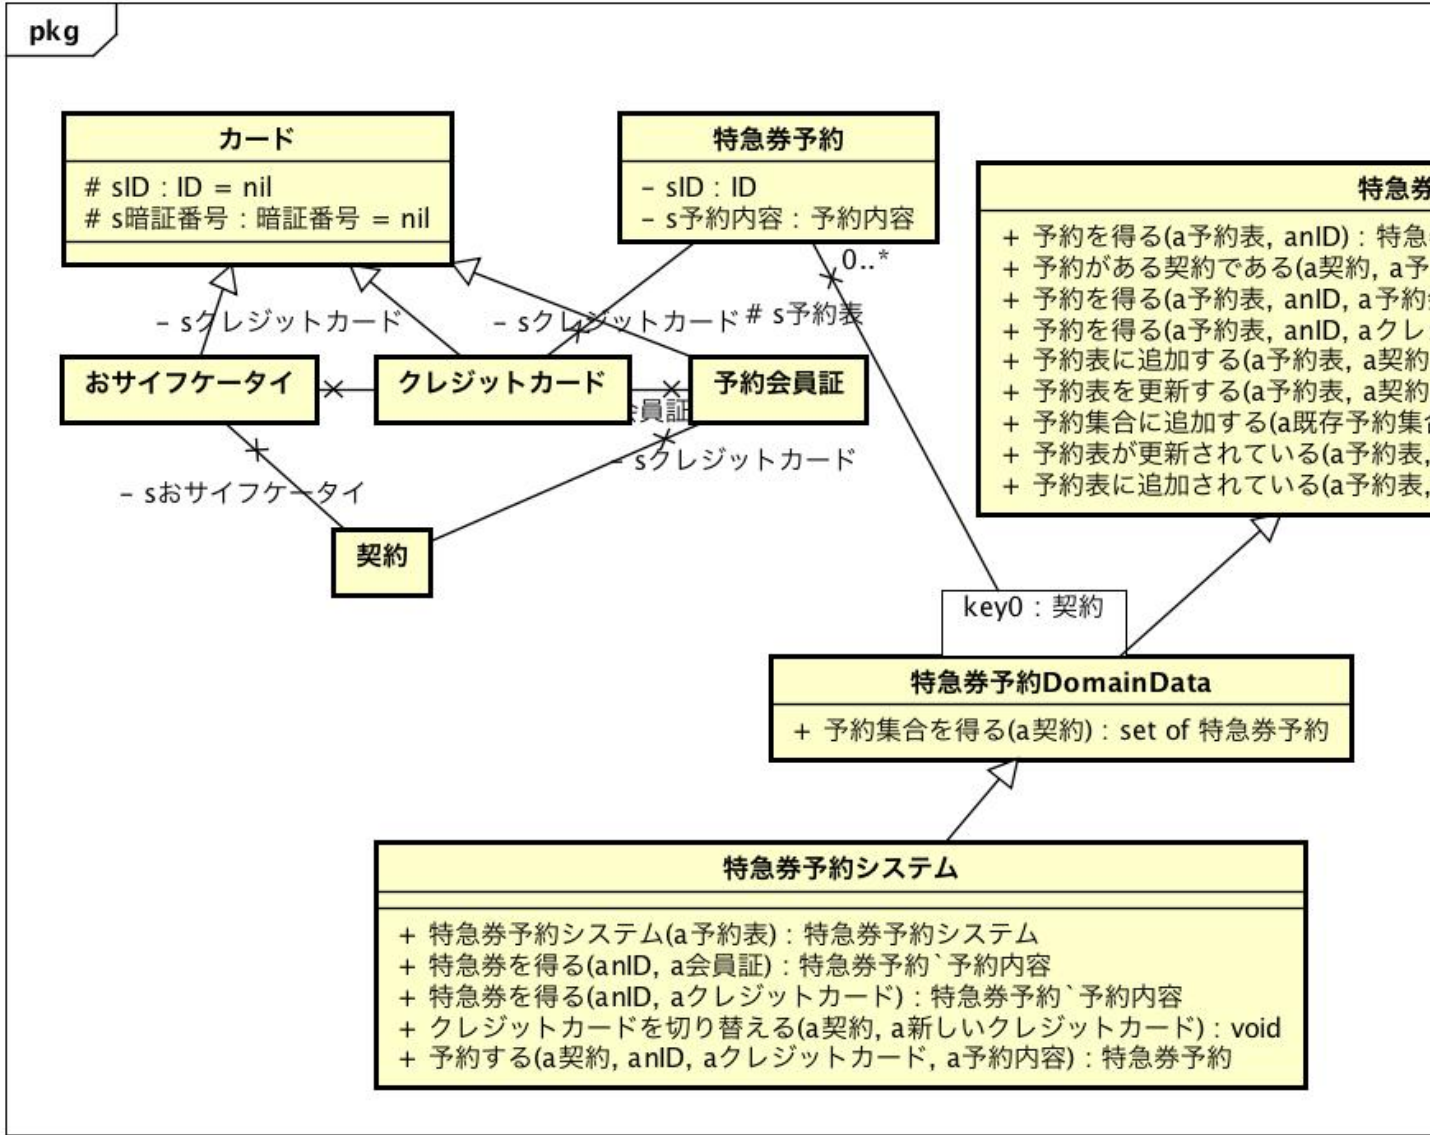 pkg
カード
# sID : ID = nil
# s暗証番号 : 暗証番号 = nil
特急券予約
- sID : ID
- s予約内容 : 予約内容
特急券
+ 予約を得る(a予約表, anID) : 特急
+ 予約がある契約である(a契約, a予
+ 予約を得る(a予約表, anID, a予約
+ 予約を得る(a予約表, anID, aクレ
+ 予約表に追加する(a予約表, a契約
+ 予約表を更新する(a予約表, a契約
+ 予約集合に追加する(a既存予約集
+ 予約表が更新されている(a予約表,
+ 予約表に追加されている(a予約表,
0..*
- sクレジットカード
- sクレジットカード
# s予約表
おサイフケータイ
クレジットカード
予約会員証
会員証
- sクレジットカード
- sおサイフケータイ
契約
key0 : 契約
特急券予約DomainData
+ 予約集合を得る(a契約) : set of 特急券予約
特急券予約システム
+ 特急券予約システム(a予約表) : 特急券予約システム
+ 特急券を得る(anID, a会員証) : 特急券予約`予約内容
+ 特急券を得る(anID, aクレジットカード) : 特急券予約`予約内容
+ クレジットカードを切り替える(a契約, a新しいクレジットカード) : void
+ 予約する(a契約, anID, aクレジットカード, a予約内容) : 特急券予約